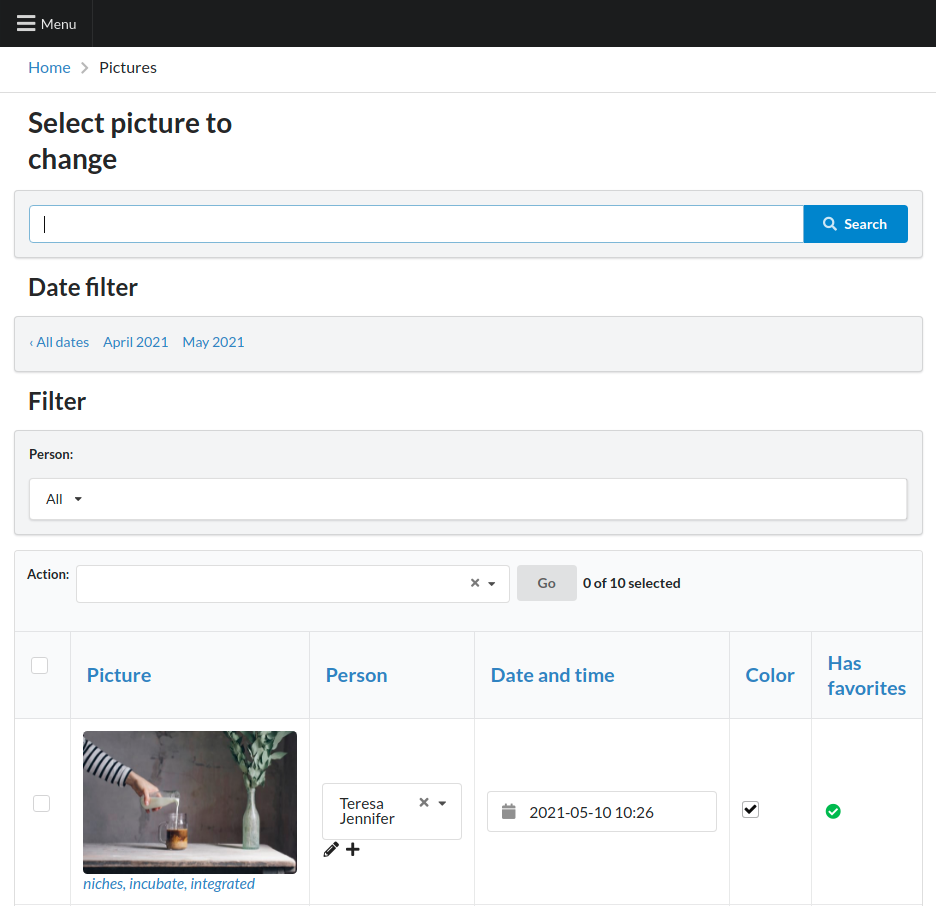 Menu
Home Pictures
Select picture to
change
Search
Date filter
‹ All dates April 2021 May 2021
Filter
Person:
All
Action: Go 0 of 10 selected
Picture Person Date and time Color Has
favorites
Teresa
Jennifer
2021-05-10 10:26
niches, incubate, integrated